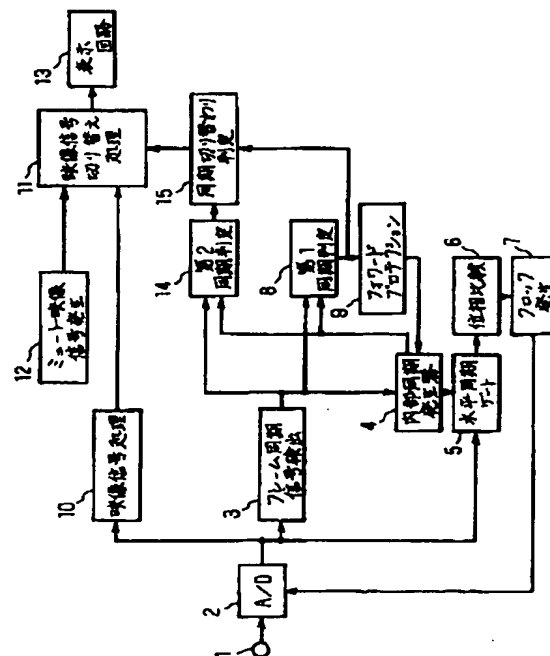 13
表示
回路
11
映像信号
切り替え
処理
15
同期切り替わり
判定
12
ミュート映像
信号発生
14
第2
同期判定
8
第1
同期判定
9
フォワード
プロテクション
6
位相比較
7
クロック
発生
10
映像信号処理
3
フレーム同期
信号検出
4
内部同期
発生器
5
水平同期
ゲート
2
A/D
1